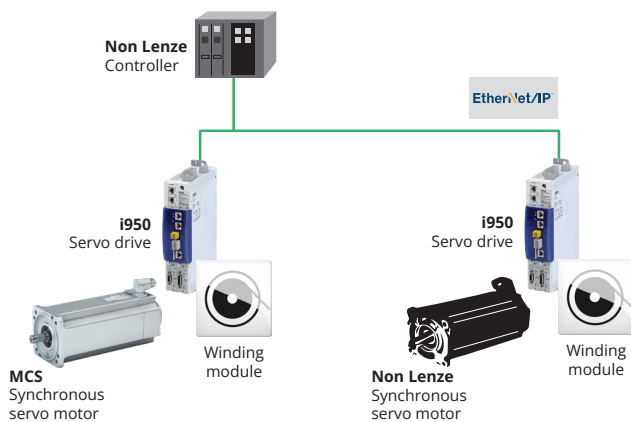 Non Lenze
Controller
EtherNet/IP
i950
Servo drive
i950
Servo drive
Winding
module
Winding
module
MCS
Synchronous
servo motor
Non Lenze
Synchronous
servo motor